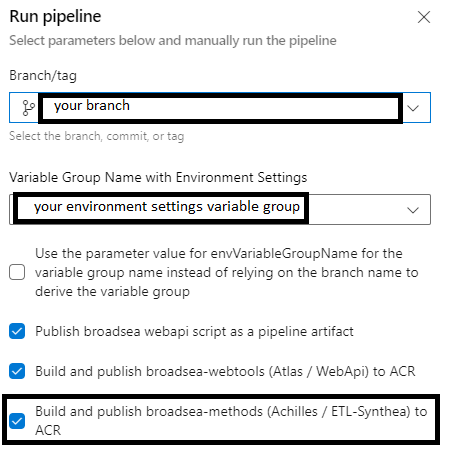 Run pipeline
Select parameters below and manually run the pipeline
Branch/tag
your branch
Select the branch, commit, or tag
Variable Group Name with Environment Settings
your environment settings variable group
Use the parameter value for envVariableGroupName for the
variable group name instead of relying on the branch name to
derive the variable group
Publish broadsea webapi script as a pipeline artifact
Build and publish broadsea-webtools (Atlas / WebApi) to ACR
Build and publish broadsea-methods (Achilles / ETL-Synthea) to
ACR